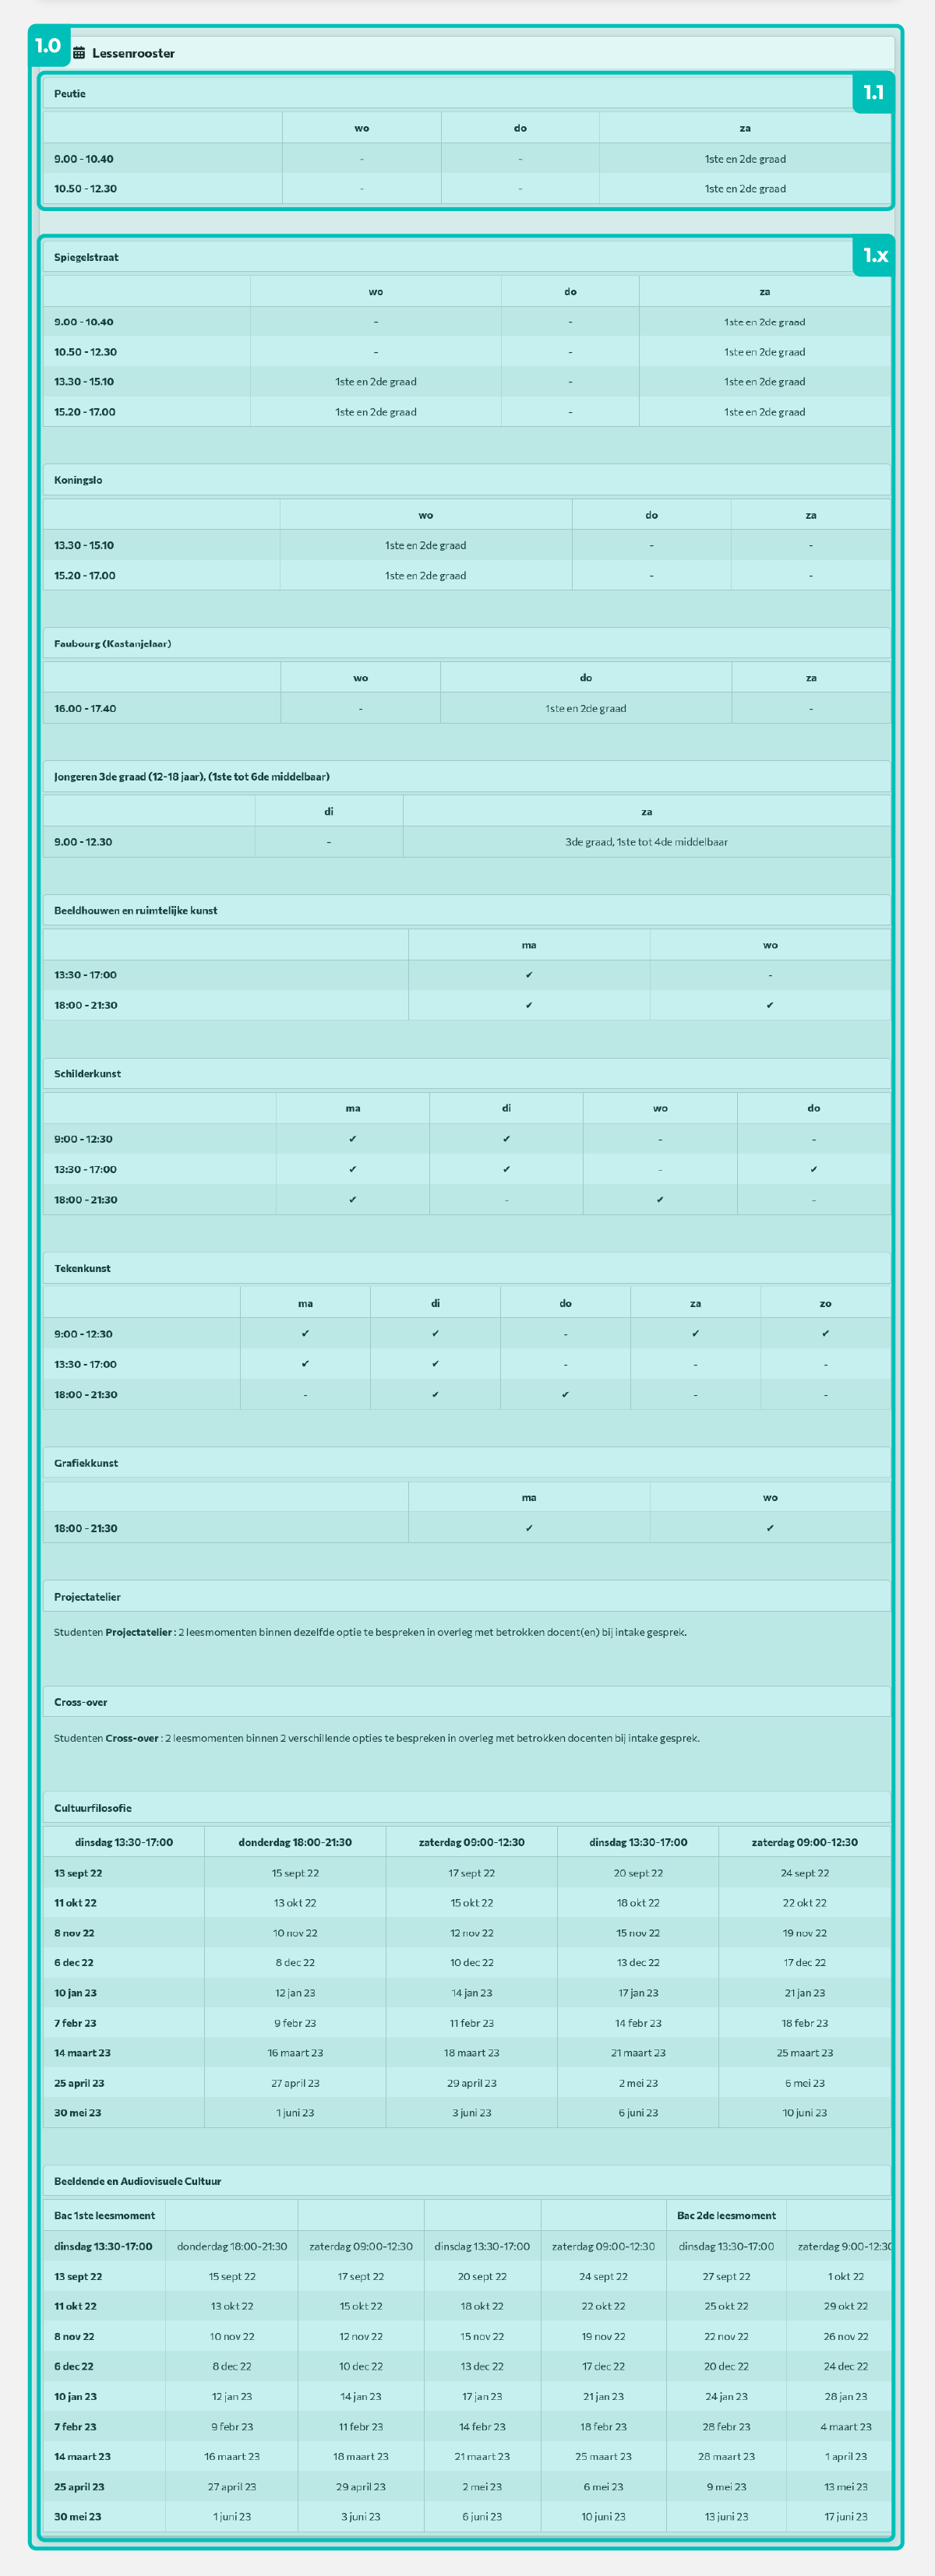 1.0
Lessenrooster
Peutie
1.1
wo do za
9.00 - 10.40 - - 1ste en 2de graad
10.50 - 12.30 - - 1ste en 2de graad
Spiegelstraat
1.x
wo do za
9.00 - 10.40 - - 1ste en 2de graad
10.50 - 12.30 - - 1ste en 2de graad
13.30 - 15.10 1ste en 2de graad - 1ste en 2de graad
15.20 - 17.00 1ste en 2de graad - 1ste en 2de graad
Koningslo
wo do za
13.30 - 15.10 1ste en 2de graad - -
15.20 - 17.00 1ste en 2de graad - -
Faubourg (Kastanjelaar)
wo do za
16.00 - 17.40 - 1ste en 2de graad -
Jongeren 3de graad (12-18 jaar), (1ste tot 6de middelbaar)
di za
9.00 - 12.30 - 3de graad, 1ste tot 4de middelbaar
Beeldhouwen en ruimtelijke kunst
ma wo
13:30 - 17:00 ✔ -
18:00 - 21:30 ✔ ✔
Schilderkunst
ma di wo do
9:00 - 12:30 ✔ ✔ - -
13:30 - 17:00 ✔ ✔ - ✔
18:00 - 21:30 ✔ - ✔ -
Tekenkunst
ma di do za zo
9:00 - 12:30 ✔ ✔ - ✔ ✔
13:30 - 17:00 ✔ ✔ - - -
18:00 - 21:30 - ✔ ✔ - -
Grafiekkunst
ma wo
18:00 - 21:30 ✔ ✔
Projectatelier
Studenten Projectatelier : 2 leesmomenten binnen dezelfde optie te bespreken in overleg met betrokken docent(en) bij intake gesprek.
Cross-over
Studenten Cross-over : 2 leesmomenten binnen 2 verschillende opties te bespreken in overleg met betrokken docenten bij intake gesprek.
Cultuurfilosofie
dinsdag 13:30-17:00 donderdag 18:00-21:30 zaterdag 09:00-12:30 dinsdag 13:30-17:00 zaterdag 09:00-12:30
13 sept 22 15 sept 22 17 sept 22 20 sept 22 24 sept 22
11 okt 22 13 okt 22 15 okt 22 18 okt 22 22 okt 22
8 nov 22 10 nov 22 12 nov 22 15 nov 22 19 nov 22
6 dec 22 8 dec 22 10 dec 22 13 dec 22 17 dec 22
10 jan 23 12 jan 23 14 jan 23 17 jan 23 21 jan 23
7 febr 23 9 febr 23 11 febr 23 14 febr 23 18 febr 23
14 maart 23 16 maart 23 18 maart 23 21 maart 23 25 maart 23
25 april 23 27 april 23 29 april 23 2 mei 23 6 mei 23
30 mei 23 1 juni 23 3 juni 23 6 juni 23 10 juni 23
Beeldende en Audiovisuele Cultuur
Bac 1ste leesmoment Bac 2de leesmoment
dinsdag 13:30-17:00 donderdag 18:00-21:30 zaterdag 09:00-12:30 dinsdag 13:30-17:00 zaterdag 09:00-12:30 dinsdag 13:30-17:00 zaterdag 9:00-12:30
13 sept 22 15 sept 22 17 sept 22 20 sept 22 24 sept 22 27 sept 22 1 okt 22
11 okt 22 13 okt 22 15 okt 22 18 okt 22 22 okt 22 25 okt 22 29 okt 22
8 nov 22 10 nov 22 12 nov 22 15 nov 22 19 nov 22 22 nov 22 26 nov 22
6 dec 22 8 dec 22 10 dec 22 13 dec 22 17 dec 22 20 dec 22 24 dec 22
10 jan 23 12 jan 23 14 jan 23 17 jan 23 21 jan 23 24 jan 23 28 jan 23
7 febr 23 9 febr 23 11 febr 23 14 febr 23 18 febr 23 28 febr 23 4 maart 23
14 maart 23 16 maart 23 18 maart 23 21 maart 23 25 maart 23 28 maart 23 1 april 23
25 april 23 27 april 23 29 april 23 2 mei 23 6 mei 23 9 mei 23 13 mei 23
30 mei 23 1 juni 23 3 juni 23 6 juni 23 10 juni 23 13 juni 23 17 juni 23